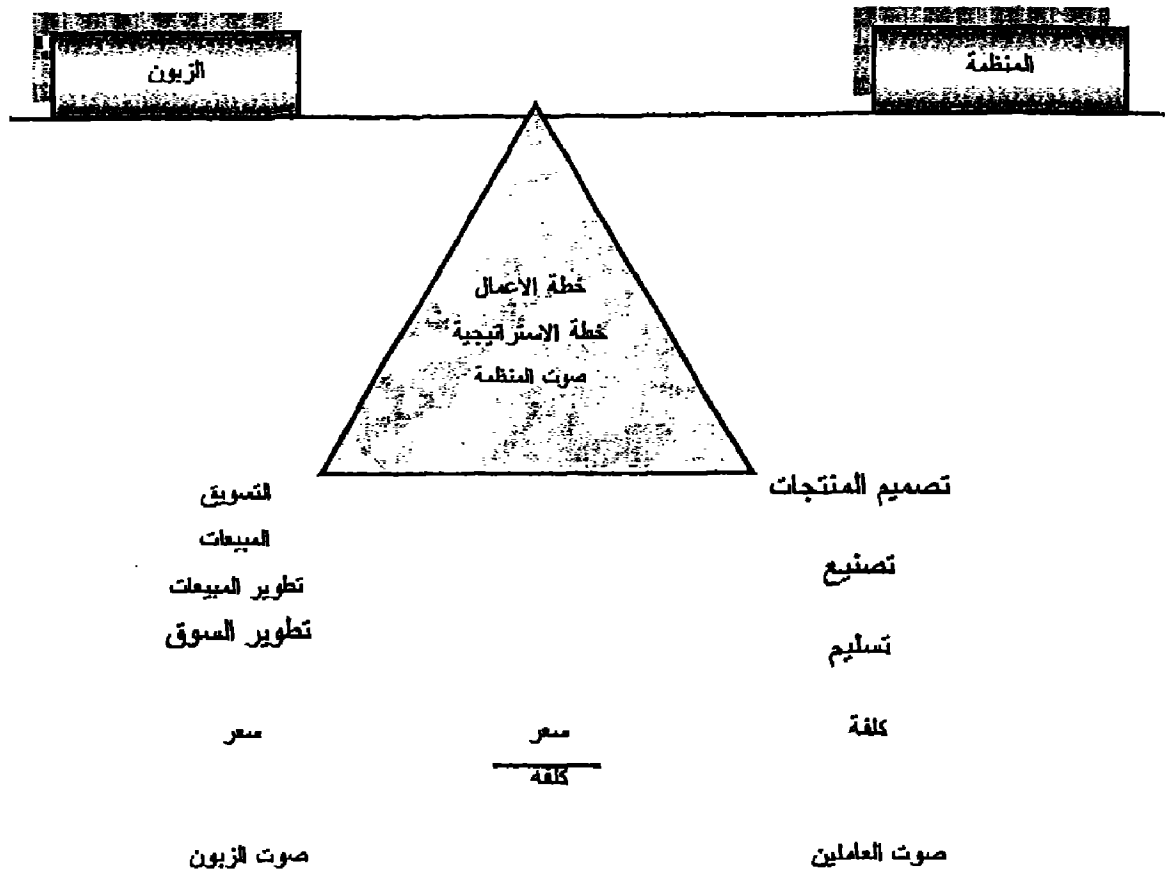 المنظمة
الزبون
خطة الاعمال
خطة الاستراتيجية
صوت المنظمة
تصميم المنتجات
التسويق
المبيعات
تصنيع
تطوير المبيعات
تطوير السوق
تسليم
كلفة
سعر
سعر
كلفة
صوت العاملين
صوت الزبون